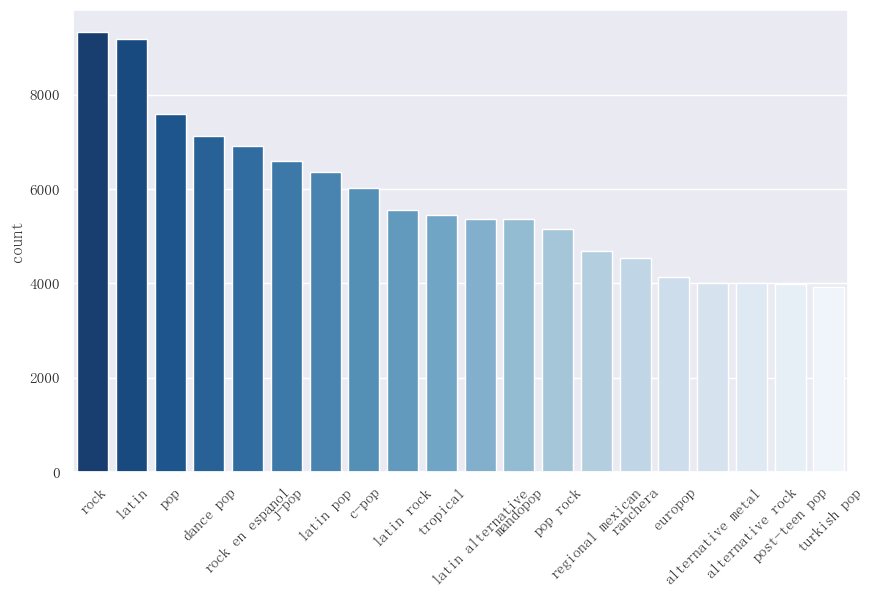 count
8000
6000
4000
2000
0
rock
latin
pop
dance pop
rock en espanol
j-pop
latin pop
c-pop
latin rock
tropical
latin alternative
mandopop
pop rock
regional mexican
ranchera
europop
alternative metal
alternative rock
post-teen pop
turkish pop